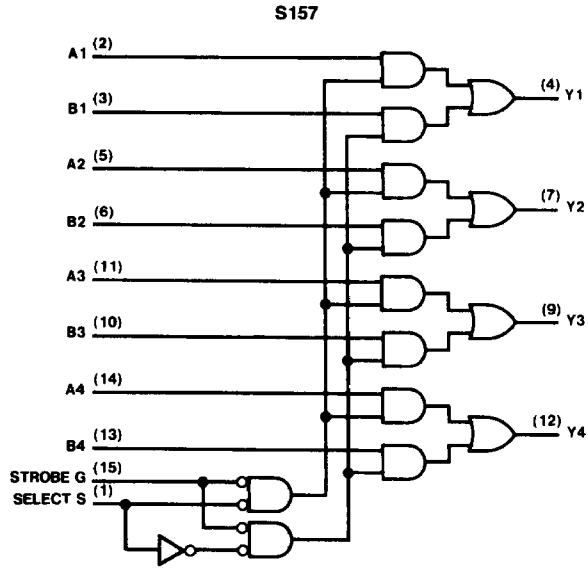 S157
A1 (2)
(4) Y1
B1 (3)
A2 (5)
(7) Y2
B2 (6)
A3 (11)
(9) Y3
B3 (10)
A4 (14)
(12) Y4
B4 (13)
STROBE G (15)
SELECT S (1)